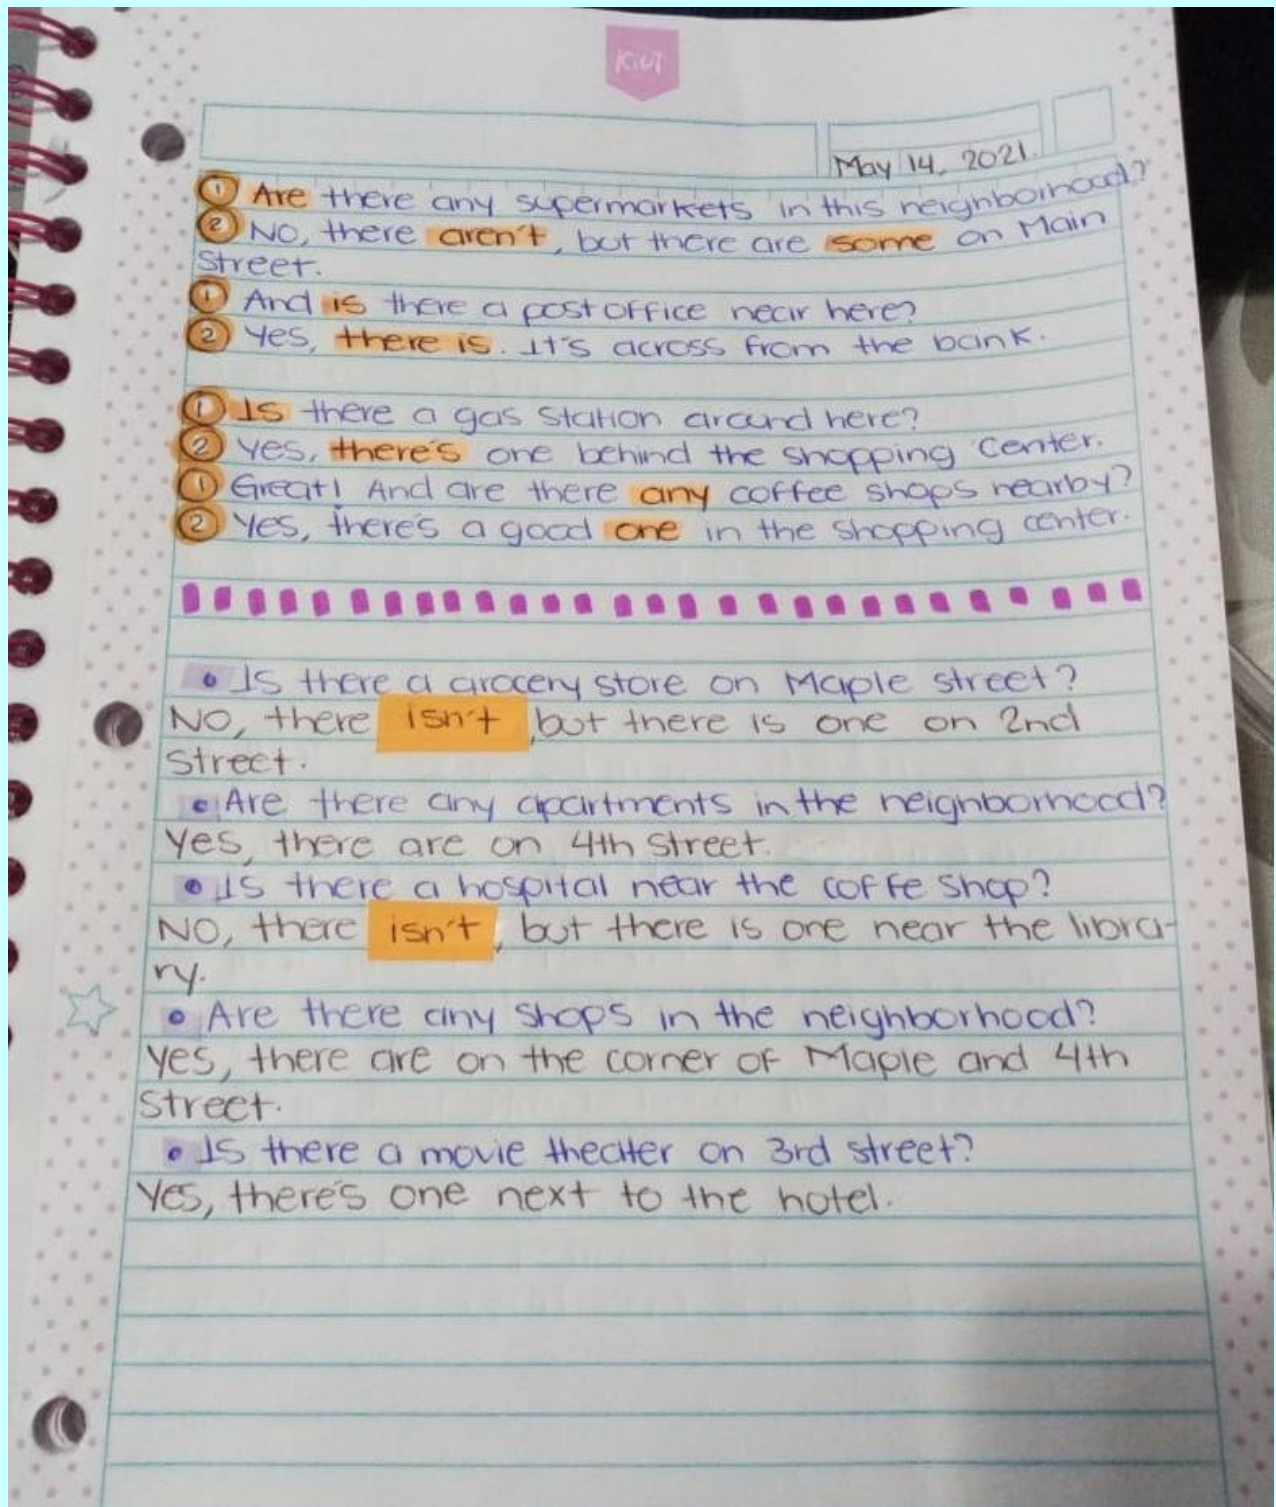 KiUT
May 14, 2021.
① Are there any supermarkets in this neighborhood?
② No, there aren't, but there are some on Main
Street.
① And is there a post office near here?
② Yes, there is. It's across from the bank.
① Is there a gas station around here?
② Yes, there's one behind the shopping center.
① Great! And are there any coffee shops nearby?
② Yes, there's a good one in the shopping center.
• Is there a grocery store on Maple street?
No, there isn't, but there is one on 2nd
Street.
• Are there any apartments in the neighborhood?
Yes, there are on 4th Street.
• Is there a hospital near the coffe shop?
No, there isn't, but there is one near the libra-
ry.
• Are there any shops in the neighborhood?
Yes, there are on the corner of Maple and 4th
Street.
• Is there a movie theater on 3rd street?
Yes, there's one next to the hotel.